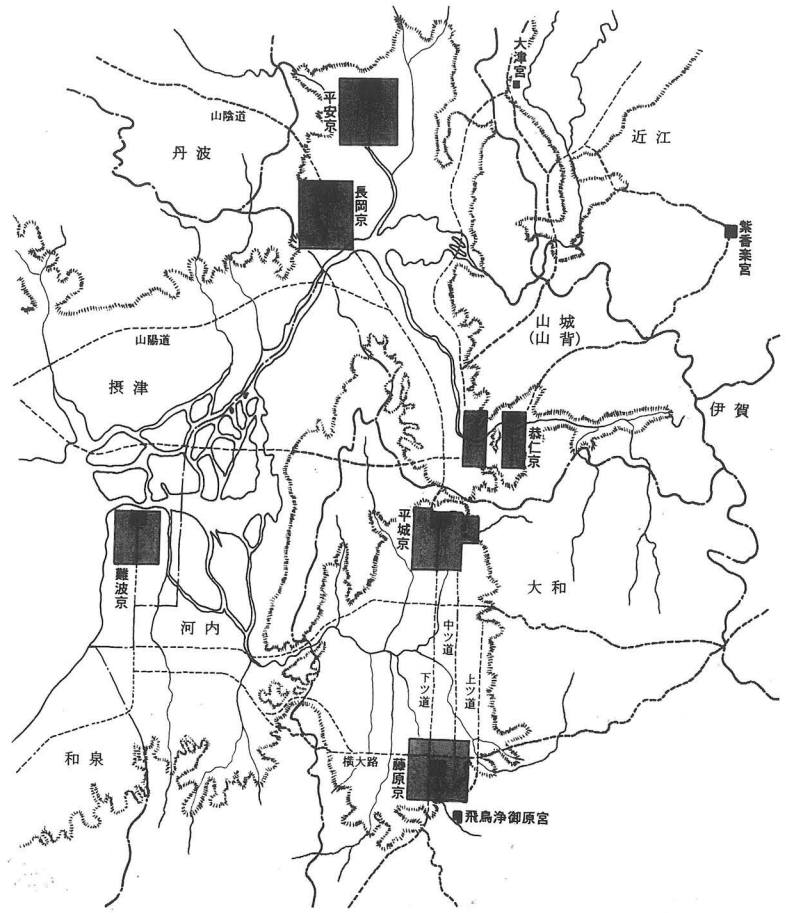 大津宮
平安京
山陰道
近江
丹波
長岡京
紫香楽宮
山城
(山背)
山陽道
摂津
伊賀
恭仁京
平城京
難波京
大和
河内
中ツ道
下ツ道
上ツ道
和泉
横大路
藤原京
飛鳥浄御原宮